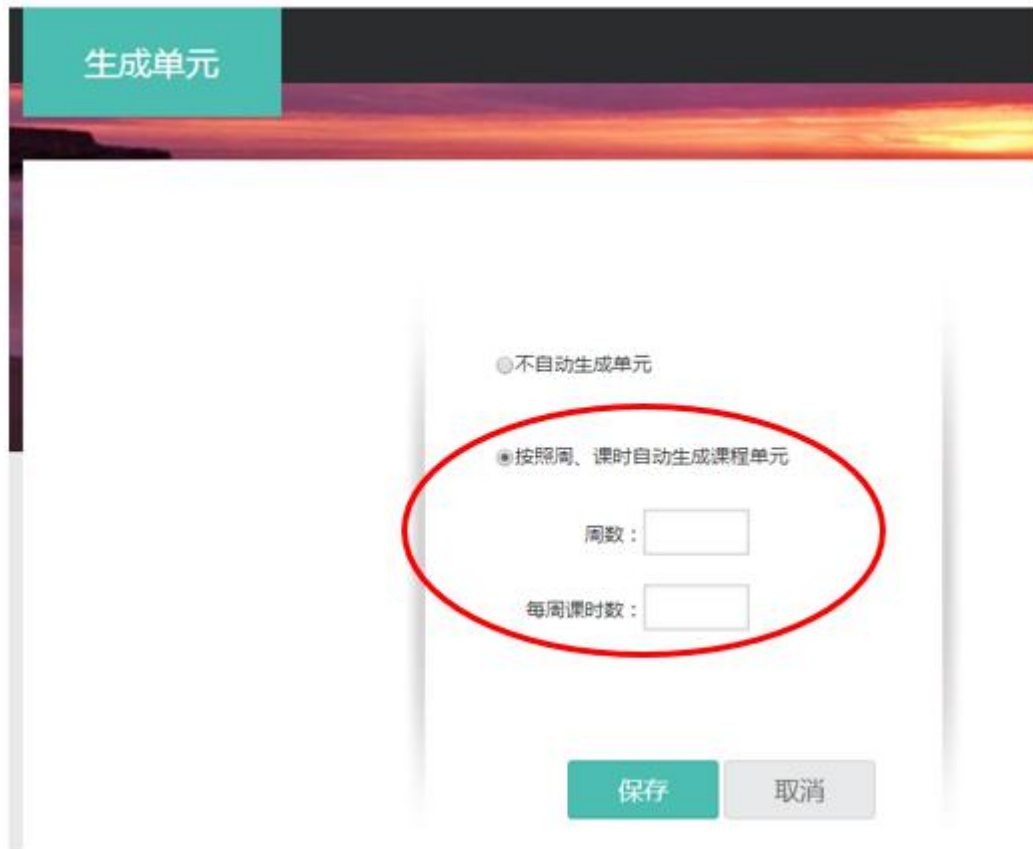 生成单元
不自动生成单元
按照周、课时自动生成课程单元
周数：
每周课时数：
保存 取消